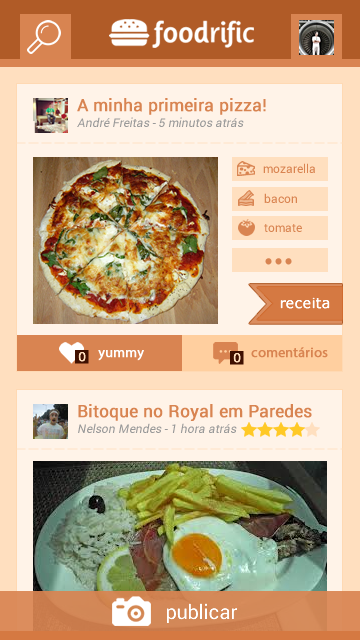 foodrific
A minha primeira pizza!
André Freitas - 5 minutos atrás
mozarella
bacon
tomate
receita
0 yummy
0 comentários
Bitoque no Royal em Paredes
Nelson Mendes - 1 hora atrás
publicar